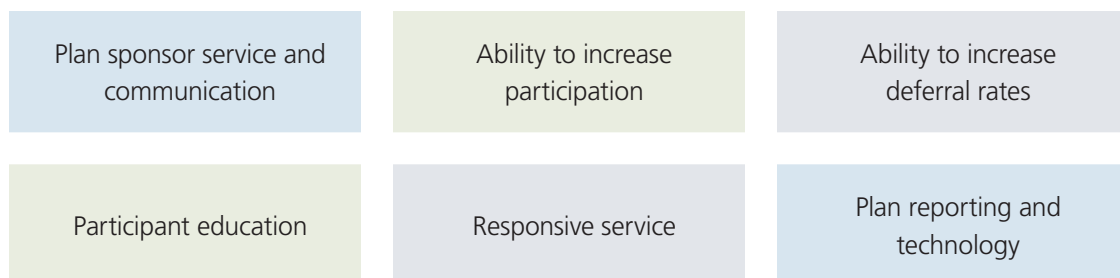 Plan sponsor service and
communication
Ability to increase
participation
Ability to increase
deferral rates
Participant education
Responsive service
Plan reporting and
technology